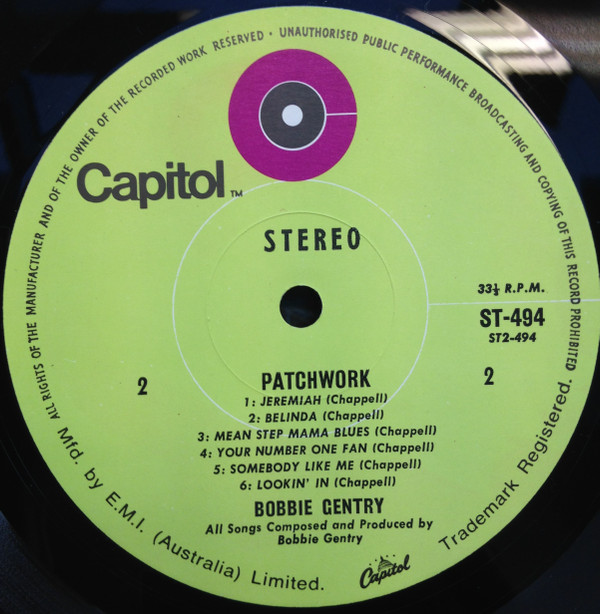 ALL RIGHTS OF THE MANUFACTURER AND OF THE OWNER OF THE RECORDED WORK RESERVED · UNAUTHORISED PUBLIC PERFORMANCE BROADCASTING AND COPYING OF THIS RECORD PROHIBITED
Capitol TM
STEREO
33⅓ R.P.M.
ST-494
ST2-494
2
2
PATCHWORK
1: JEREMIAH (Chappell)
2: BELINDA (Chappell)
3: MEAN STEP MAMA BLUES (Chappell)
4: YOUR NUMBER ONE FAN (Chappell)
5: SOMEBODY LIKE ME (Chappell)
6: LOOKIN' IN (Chappell)
BOBBIE GENTRY
All Songs Composed and Produced by
Bobbie Gentry
Mfd. by E.M.I. (Australia) Limited.
Capitol
Trademark Registered.